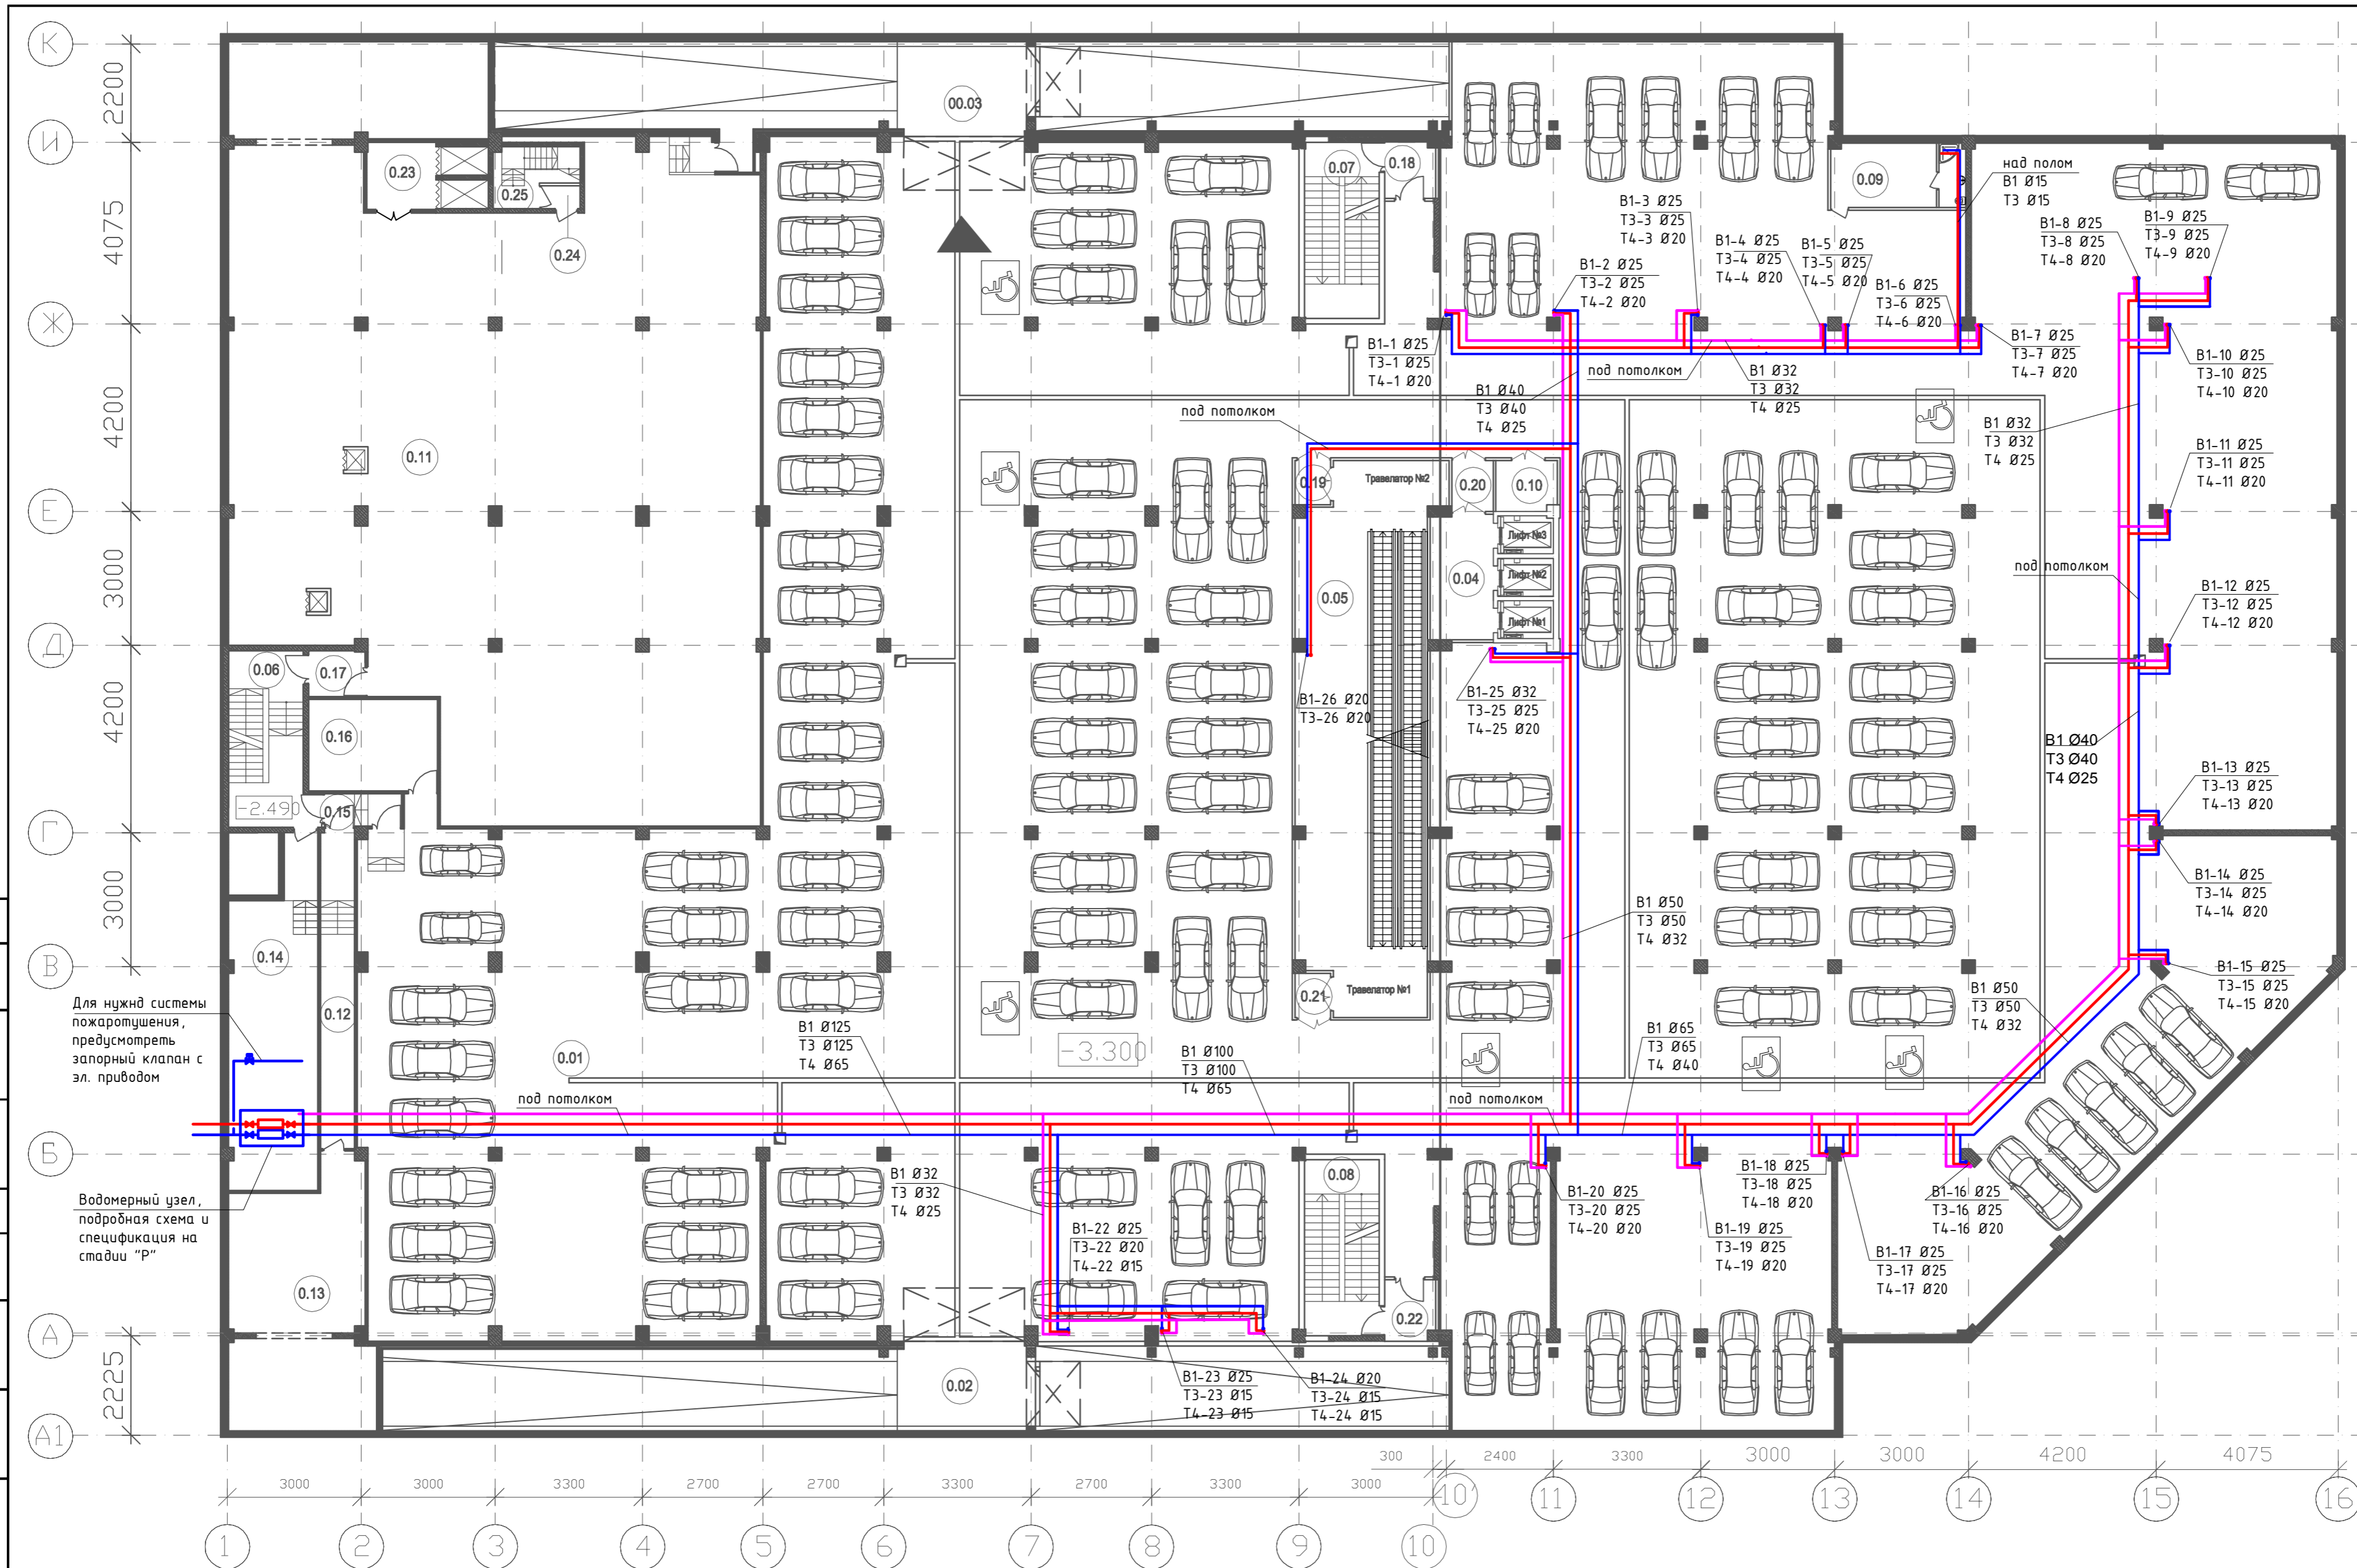 К
И
Ж
Е
Д
Г
В
Б
А
А1
2200
4075
4200
3000
4200
3000
2225
00.03
0.23
0.25
0.24
0.07
0.18
0.09
0.11
0.19
0.20
0.10
0.04
0.05
0.06
0.17
0.16
0.15
0.14
0.12
0.21
0.01
0.08
0.13
0.22
0.02
-2.490
-3.300
Травелатор №2
Травелатор №1
Лифт №3
Лифт №2
Лифт №1
над полом
В1 Ø15
Т3 Ø15
В1-3 Ø25
Т3-3 Ø25
Т4-3 Ø20
В1-8 Ø25
Т3-8 Ø25
Т4-8 Ø20
В1-9 Ø25
Т3-9 Ø25
Т4-9 Ø20
В1-4 Ø25
Т3-4 Ø25
Т4-4 Ø20
В1-5 Ø25
Т3-5 Ø25
Т4-5 Ø20
В1-2 Ø25
Т3-2 Ø25
Т4-2 Ø20
В1-6 Ø25
Т3-6 Ø25
Т4-6 Ø20
В1-1 Ø25
Т3-1 Ø25
Т4-1 Ø20
В1-7 Ø25
Т3-7 Ø25
Т4-7 Ø20
В1-10 Ø25
Т3-10 Ø25
Т4-10 Ø20
под потолком
В1 Ø32
Т3 Ø32
Т4 Ø25
В1 Ø40
Т3 Ø40
Т4 Ø25
под потолком
В1 Ø32
Т3 Ø32
Т4 Ø25
В1-11 Ø25
Т3-11 Ø25
Т4-11 Ø20
под потолком
В1-12 Ø25
Т3-12 Ø25
Т4-12 Ø20
В1-26 Ø20
Т3-26 Ø20
В1-25 Ø32
Т3-25 Ø25
Т4-25 Ø20
В1 Ø40
Т3 Ø40
Т4 Ø25
В1-13 Ø25
Т3-13 Ø25
Т4-13 Ø20
В1-14 Ø25
Т3-14 Ø25
Т4-14 Ø20
В1 Ø50
Т3 Ø50
Т4 Ø32
В1-15 Ø25
Т3-15 Ø25
Т4-15 Ø20
В1 Ø50
Т3 Ø50
Т4 Ø32
Для нужнд системы
пожаротушения,
предусмотреть
запорный клапан с
эл. приводом
В1 Ø125
Т3 Ø125
Т4 Ø65
В1 Ø100
Т3 Ø100
Т4 Ø65
В1 Ø65
Т3 Ø65
Т4 Ø40
под потолком
под потолком
Водомерный узел,
подробная схема и
спецификация на
стадии "Р"
В1 Ø32
Т3 Ø32
Т4 Ø25
В1-22 Ø25
Т3-22 Ø20
Т4-22 Ø15
В1-20 Ø25
Т3-20 Ø25
Т4-20 Ø20
В1-18 Ø25
Т3-18 Ø25
Т4-18 Ø20
В1-16 Ø25
Т3-16 Ø25
Т4-16 Ø20
В1-19 Ø25
Т3-19 Ø25
Т4-19 Ø20
В1-17 Ø25
Т3-17 Ø25
Т4-17 Ø20
В1-23 Ø25
Т3-23 Ø15
Т4-23 Ø15
В1-24 Ø20
Т3-24 Ø15
Т4-24 Ø15
3000 3000 3300 2700 2700 3300 2700 3300 3000 300 2400 3300 3000 3000 4200 4075
1 2 3 4 5 6 7 8 9 10 10' 11 12 13 14 15 16